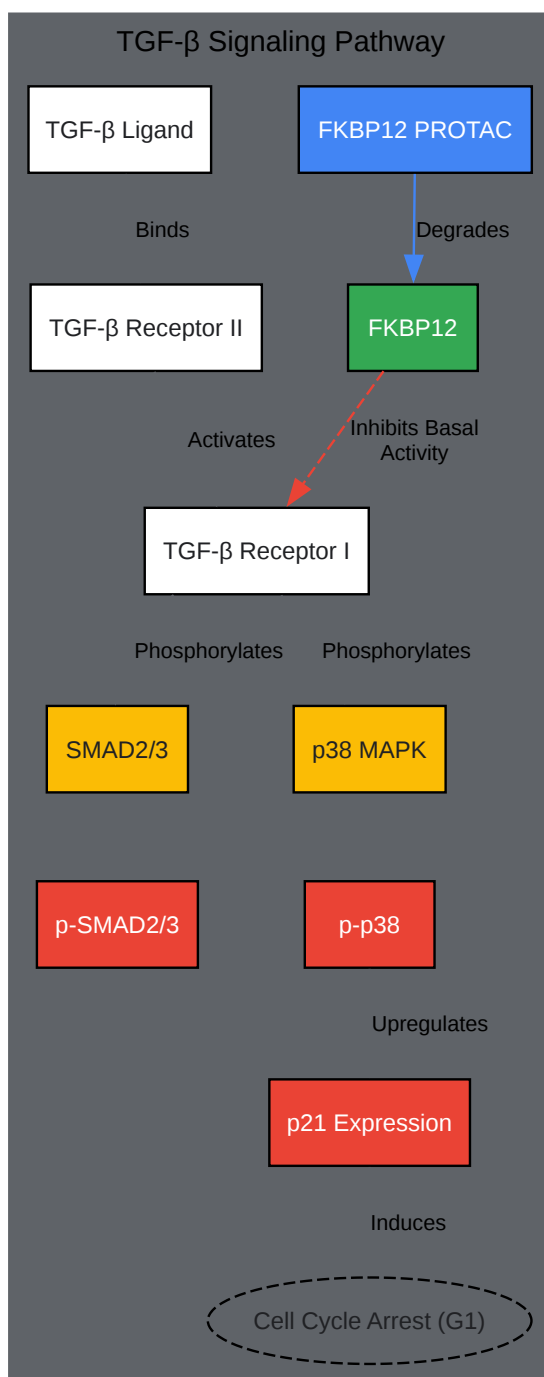 TGF-β Signaling Pathway
TGF-β Ligand
FKBP12 PROTAC
Binds
Degrades
TGF-β Receptor II
FKBP12
Activates
Inhibits Basal
Activity
TGF-β Receptor I
Phosphorylates
Phosphorylates
SMAD2/3
p38 MAPK
p-SMAD2/3
p-p38
Upregulates
p21 Expression
Induces
Cell Cycle Arrest (G1)